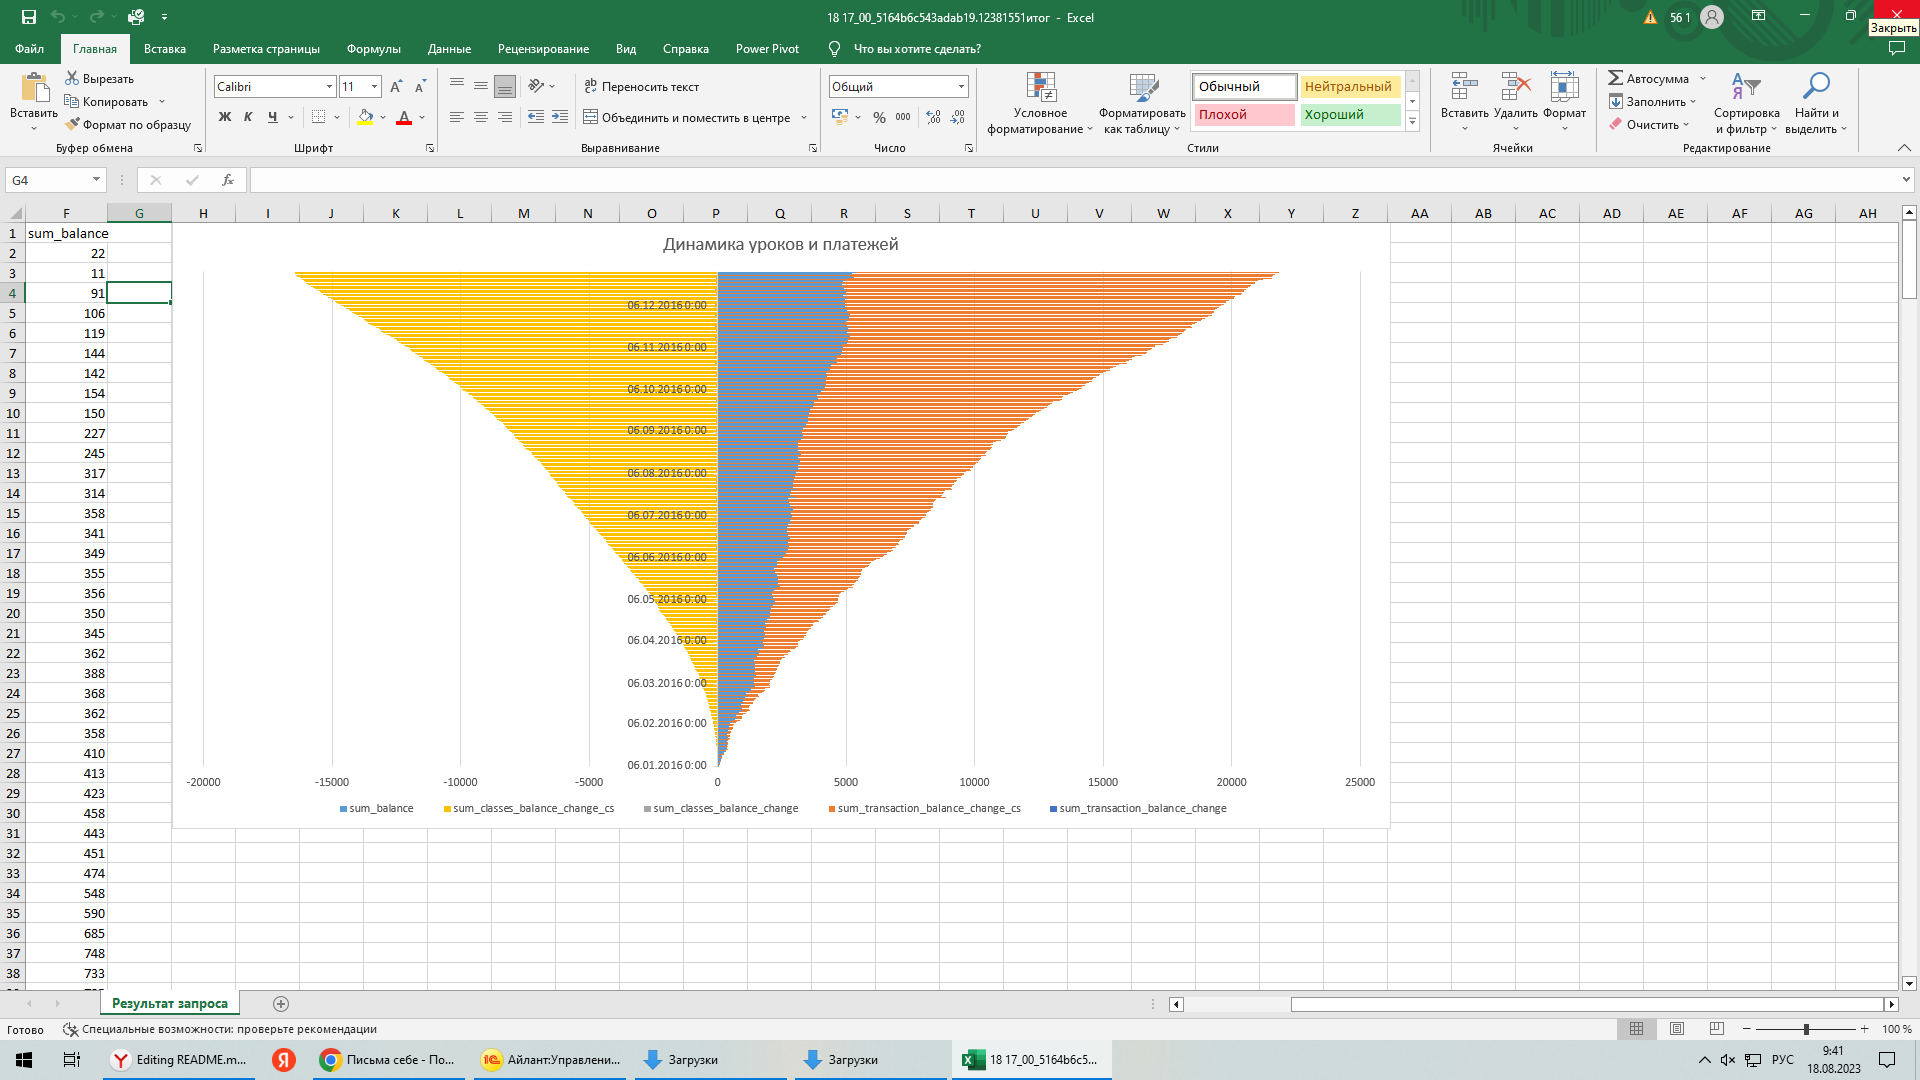 18 17_00_5164b6c543adab19.12381551итог - Excel
56 1
Закрыть
Файл Главная Вставка Разметка страницы Формулы Данные Рецензирование Вид Справка Power Pivot Что вы хотите сделать?
Вставить
Вырезать
Копировать
Формат по образцу
Буфер обмена
Calibri 11
Ж К Ч А
Шрифт
Переносить текст
Объединить и поместить в центре
Выравнивание
Общий
% 000
Число
Условное форматирование
Форматировать как таблицу
Обычный Нейтральный
Плохой Хороший
Стили
Вставить Удалить Формат
Ячейки
Автосумма
Заполнить
Очистить
Сортировка и фильтр
Найти и выделить
Редактирование
G4
fx
F G H I J K L M N O P Q R S T U V W X Y Z AA AB AC AD AE AF AG AH
1 sum_balance
2 22
3 11
4 91
5 106
6 119
7 144
8 142
9 154
10 150
11 227
12 245
13 317
14 314
15 358
16 341
17 349
18 355
19 356
20 350
21 345
22 362
23 388
24 368
25 362
26 358
27 410
28 413
29 423
30 458
31 443
32 451
33 474
34 548
35 590
36 685
37 748
38 733
Динамика уроков и платежей
06.12.2016 0:00
06.11.2016 0:00
06.10.2016 0:00
06.09.2016 0:00
06.08.2016 0:00
06.07.2016 0:00
06.06.2016 0:00
06.05.2016 0:00
06.04.2016 0:00
06.03.2016 0:00
06.02.2016 0:00
06.01.2016 0:00
-20000 -15000 -10000 -5000 0 5000 10000 15000 20000 25000
sum_balance sum_classes_balance_change_cs sum_classes_balance_change sum_transaction_balance_change_cs sum_transaction_balance_change
Результат запроса
Готово Специальные возможности: проверьте рекомендации
100 %
Editing README.m...
Я
Письма себе - По...
Айлант:Управлени...
Загрузки
Загрузки
18 17_00_5164b6c5...
РУС
9:41
18.08.2023